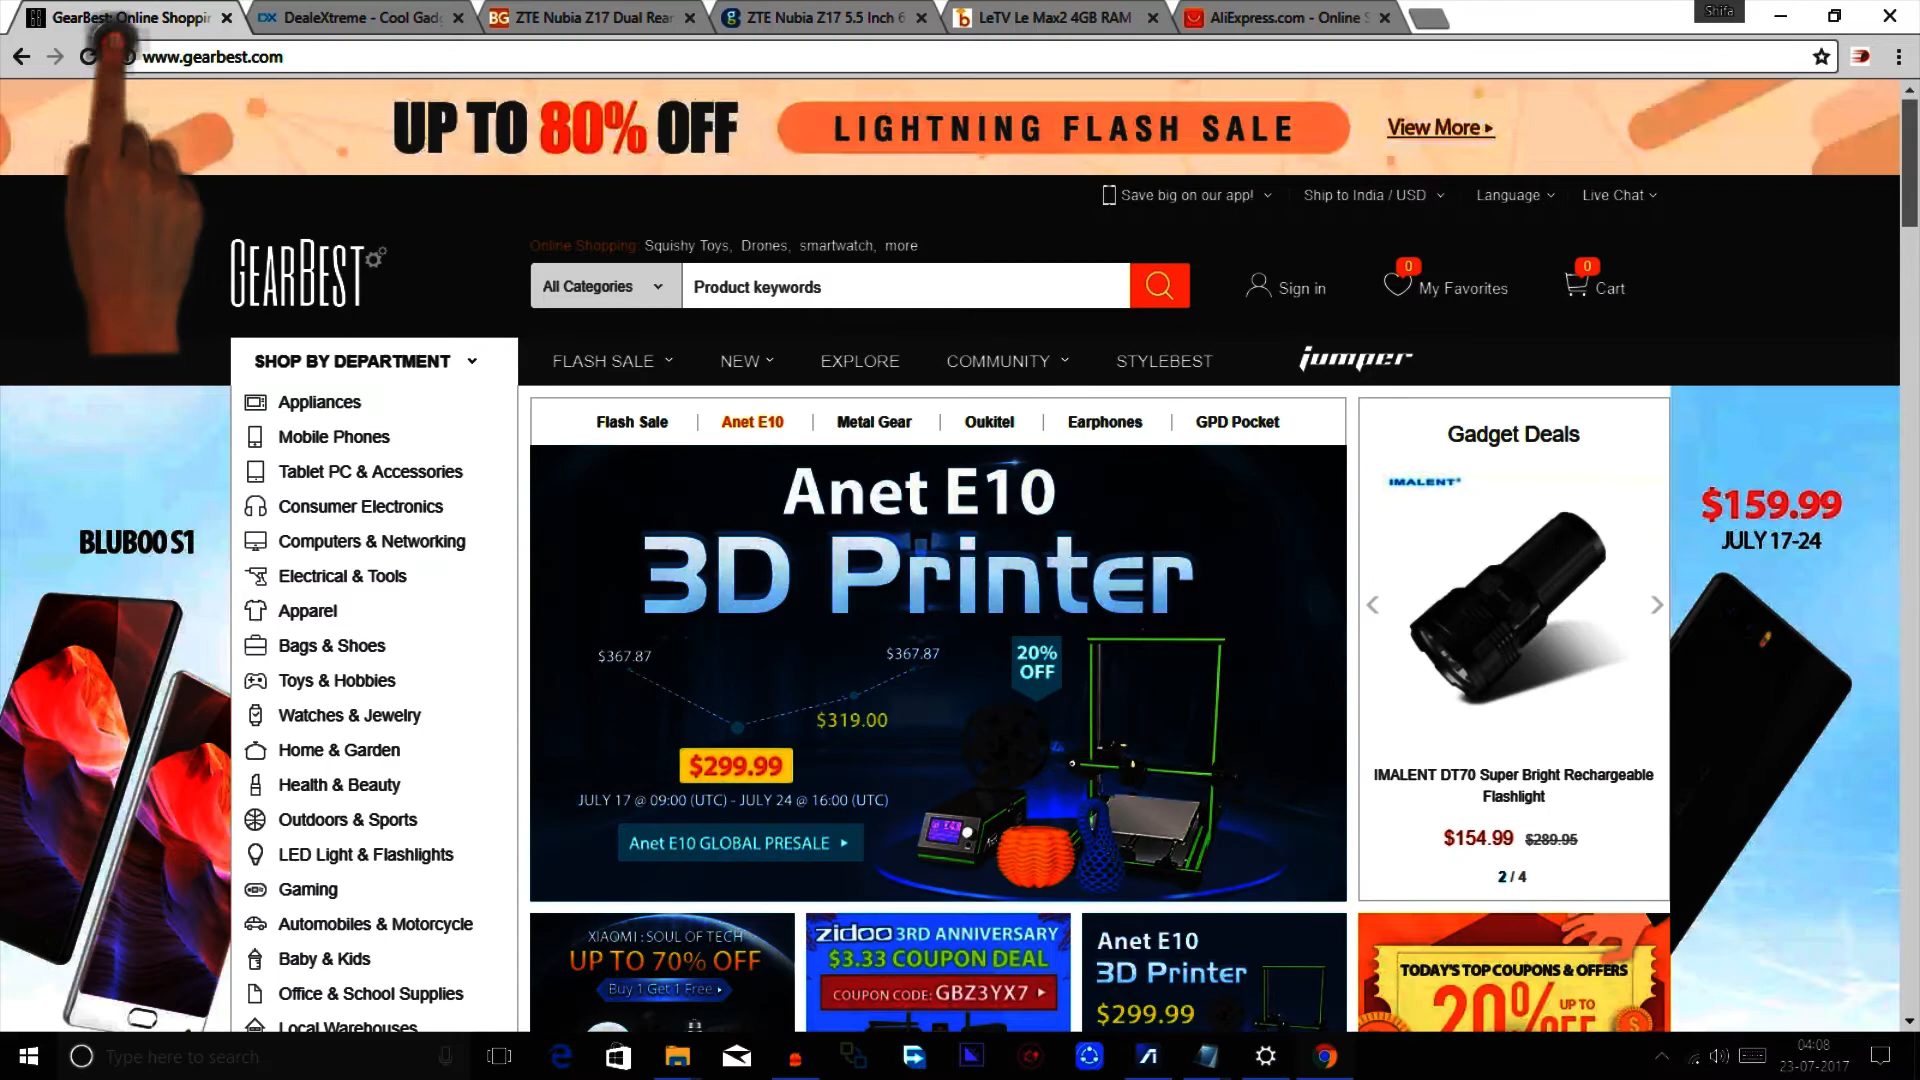 GearBest: Online Shoppi
DX DealeXtreme - Cool Gad
BG ZTE Nubia Z17 Dual Rear
ZTE Nubia Z17 5.5 Inch 6
LeTV Le Max2 4GB RAM
AliExpress.com - Online S
Shifa
www.gearbest.com
UP TO 80% OFF
LIGHTNING FLASH SALE
View More
Save big on our app!
Ship to India / USD
Language
Live Chat
GEARBEST
Online Shopping: Squishy Toys, Drones, smartwatch, more
All Categories
Product keywords
Sign in
0
My Favorites
0
Cart
SHOP BY DEPARTMENT
FLASH SALE
NEW
EXPLORE
COMMUNITY
STYLEBEST
jumper
Appliances
Mobile Phones
Tablet PC & Accessories
Consumer Electronics
Computers & Networking
Electrical & Tools
Apparel
Bags & Shoes
Toys & Hobbies
Watches & Jewelry
Home & Garden
Health & Beauty
Outdoors & Sports
LED Light & Flashlights
Gaming
Automobiles & Motorcycle
Baby & Kids
Office & School Supplies
Local Warehouses
BLUBOO S1
Flash Sale
Anet E10
Metal Gear
Oukitel
Earphones
GPD Pocket
Anet E10
3D Printer
$367.87
$367.87
20%
OFF
$319.00
$299.99
JULY 17 @ 09:00 (UTC) - JULY 24 @ 16:00 (UTC)
Anet E10 GLOBAL PRESALE
Gadget Deals
IMALENT
IMALENT DT70 Super Bright Rechargeable
Flashlight
$154.99 $289.95
2 / 4
$159.99
JULY 17-24
XIAOMI : SOUL OF TECH
UP TO 70% OFF
Buy 1 Get 1 Free
zidoo 3RD ANNIVERSARY
$3.33 COUPON DEAL
COUPON CODE: GBZ3YX7
Anet E10
3D Printer
$299.99
TODAY'S TOP COUPONS & OFFERS
20% UP TO
OFF
Type here to search
04:08
23-07-2017